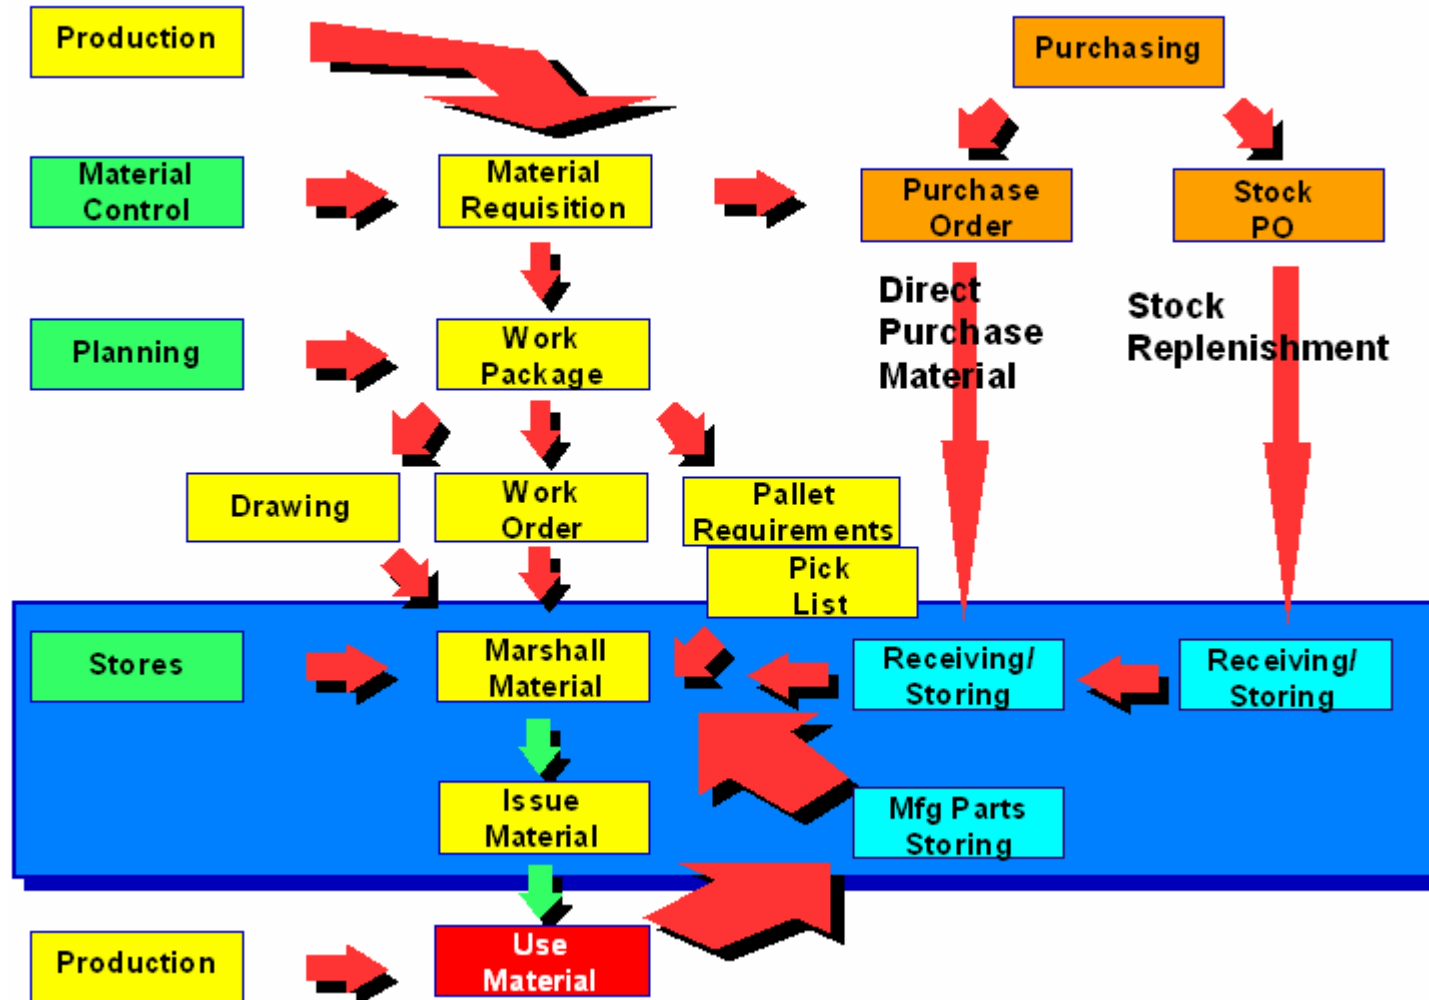 Production
Purchasing
Material
Control
Material
Requisition
Purchase
Order
Stock
PO
Direct
Purchase
Material
Stock
Replenishment
Planning
Work
Package
Drawing
Work
Order
Pallet
Requirements
Pick
List
Stores
Marshall
Material
Receiving/
Storing
Receiving/
Storing
Issue
Material
Mfg Parts
Storing
Production
Use
Material